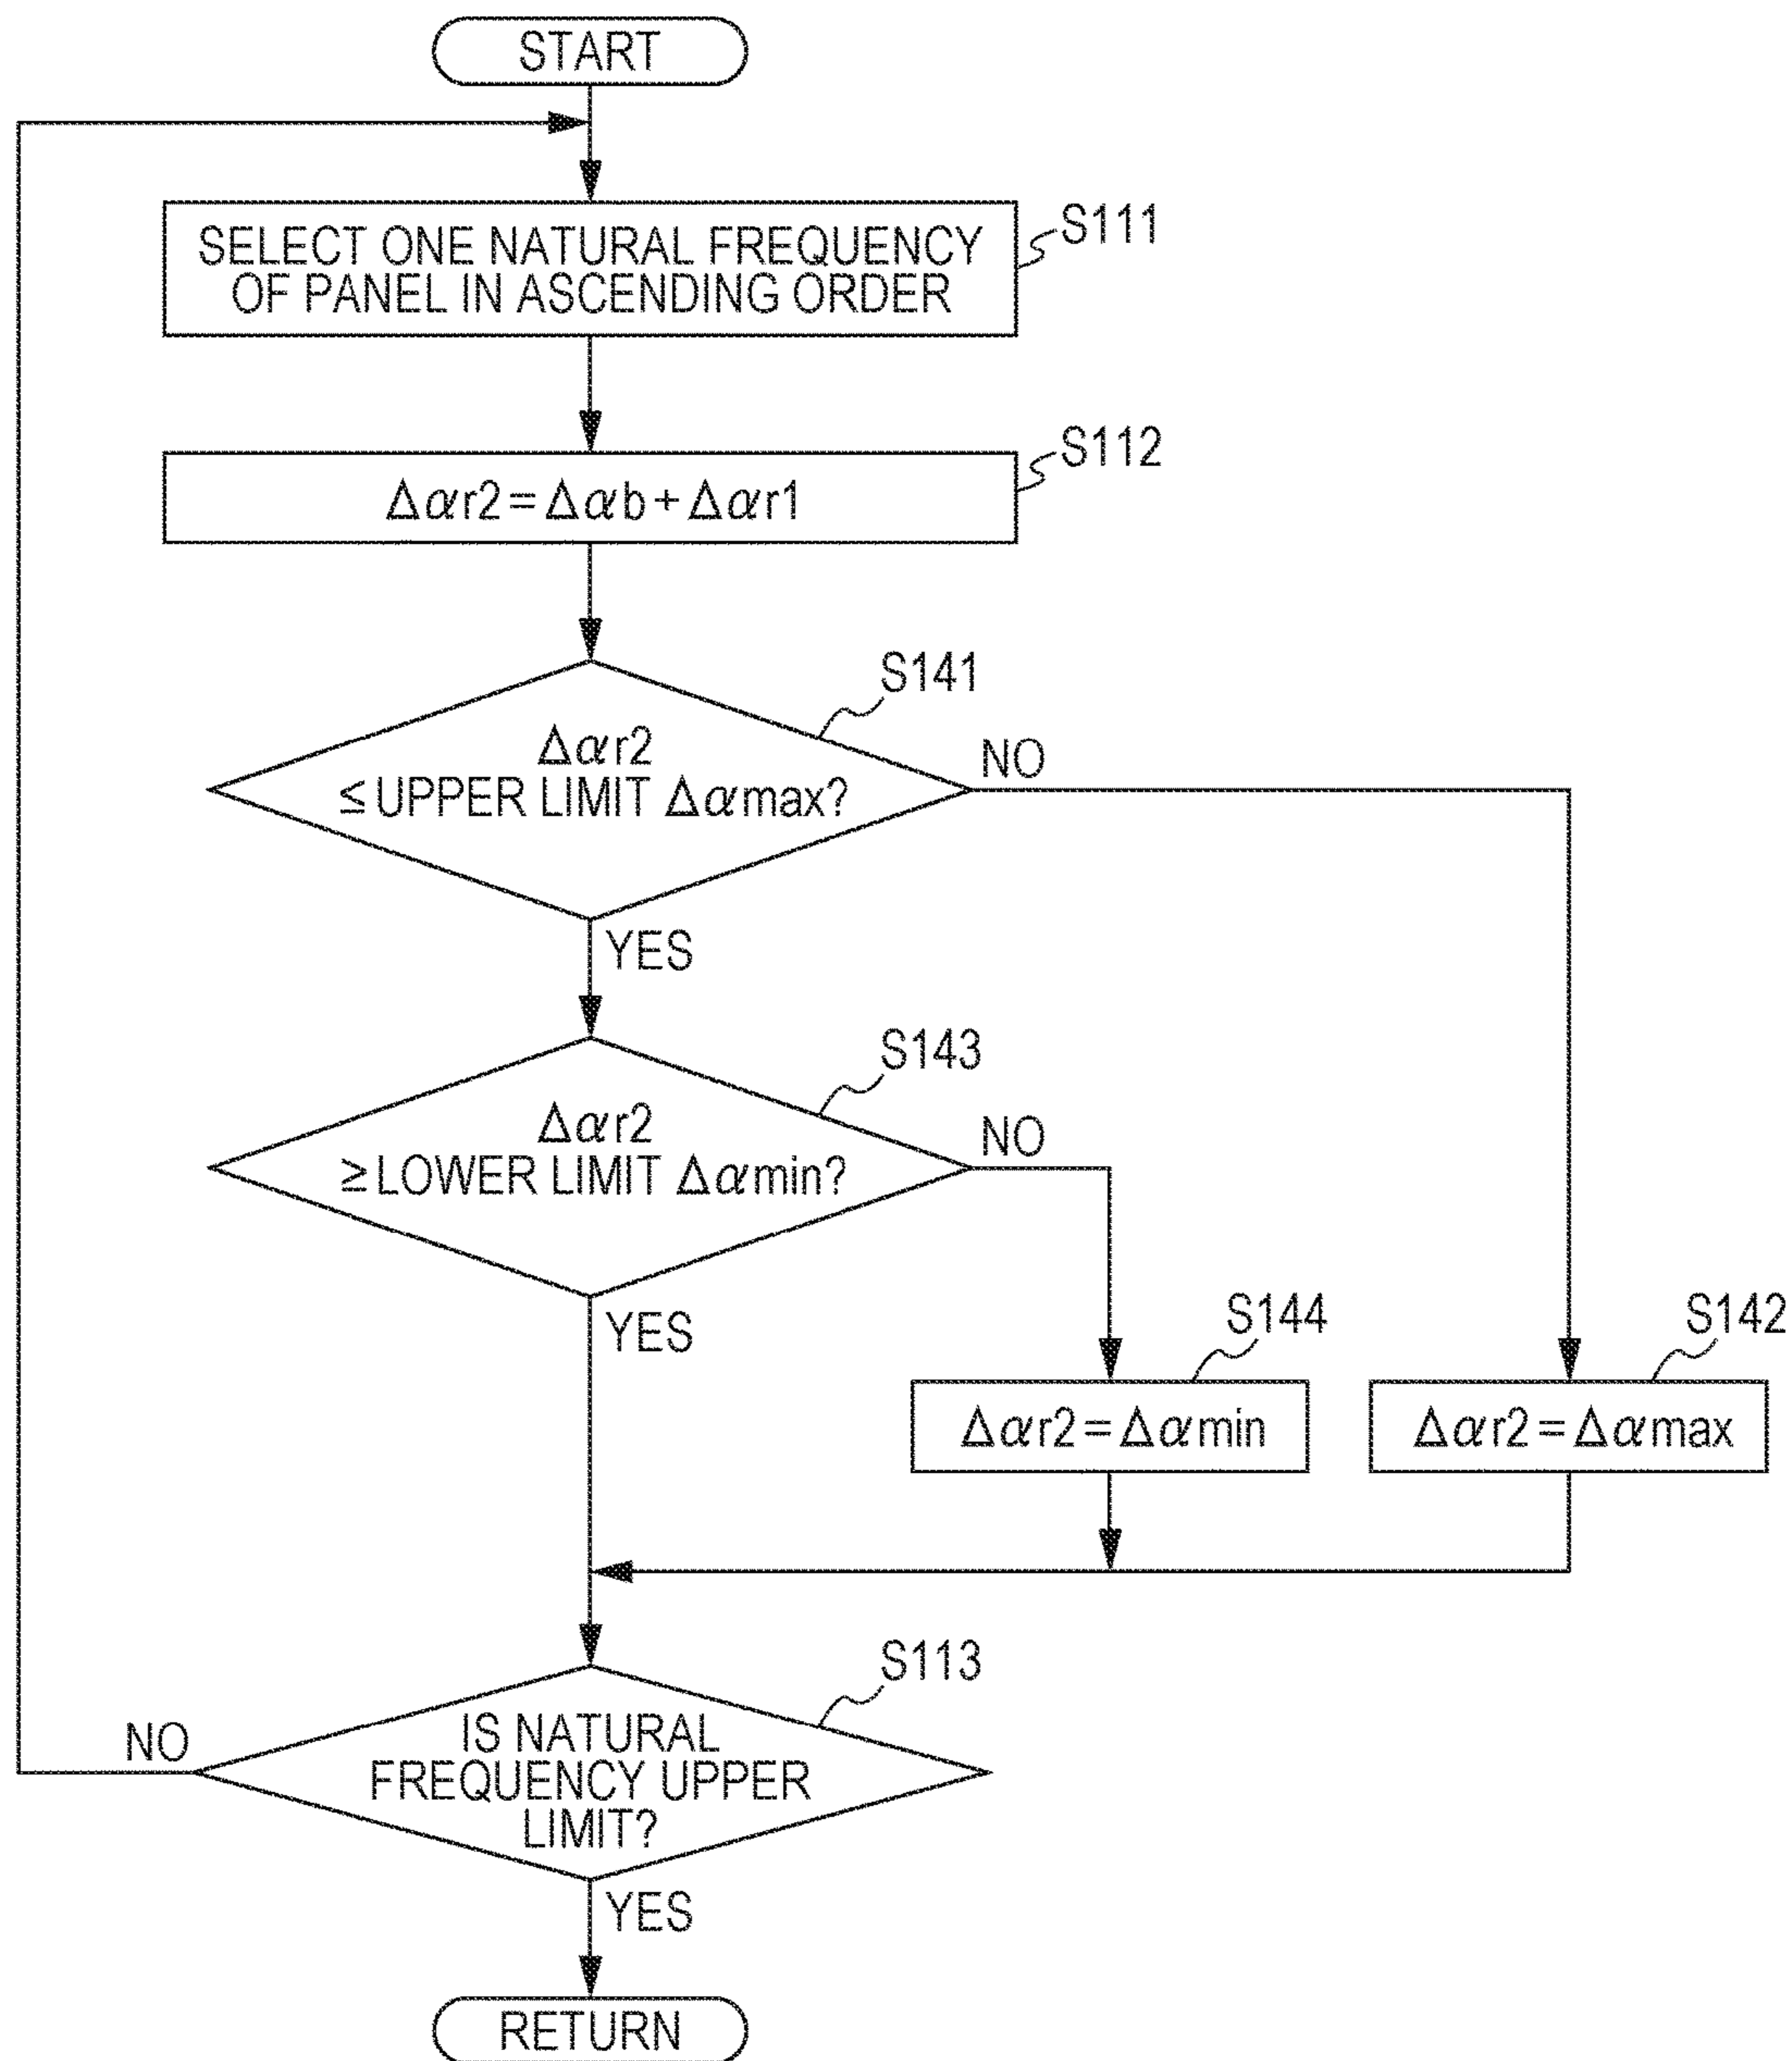 START
SELECT ONE NATURAL FREQUENCY
OF PANEL IN ASCENDING ORDER
S111
Δαr2=Δαb+Δαr1
S112
S141
Δαr2
≤UPPER LIMIT Δαmax?
NO
YES
S143
Δαr2
≥LOWER LIMIT Δαmin?
NO
YES
S144
S142
Δαr2=Δαmin
Δαr2=Δαmax
S113
NO
IS NATURAL
FREQUENCY UPPER
LIMIT?
YES
RETURN